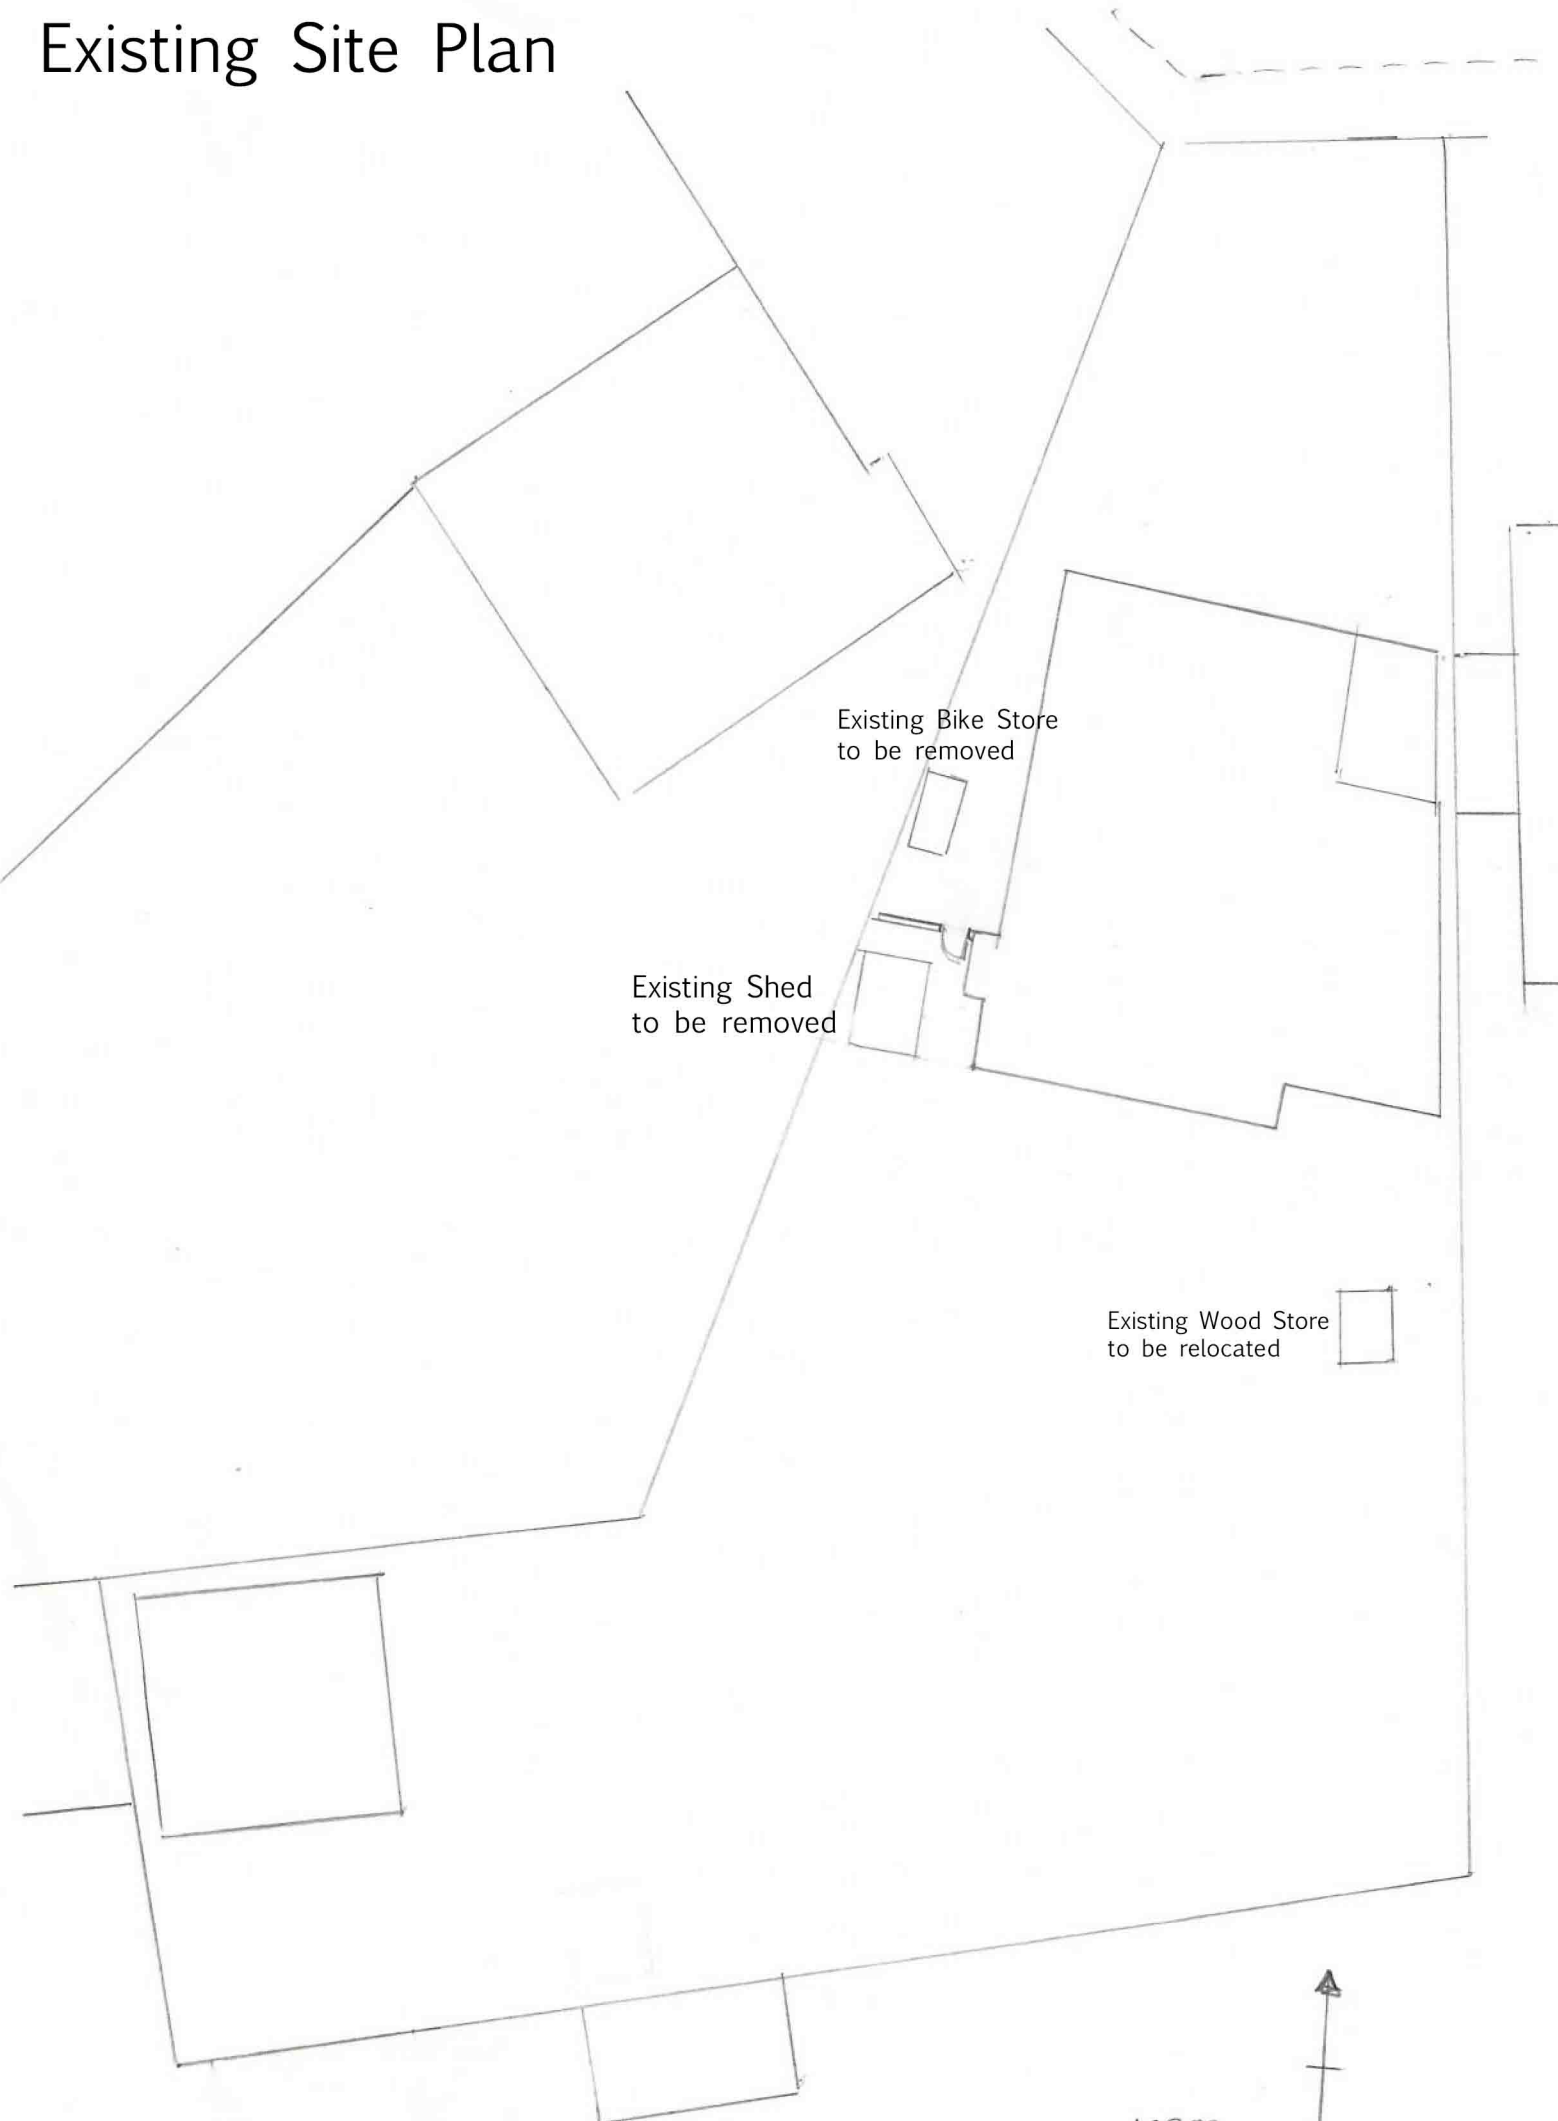 Existing Site Plan
Existing Bike Store
to be removed
Existing Shed
to be removed
Existing Wood Store
to be relocated